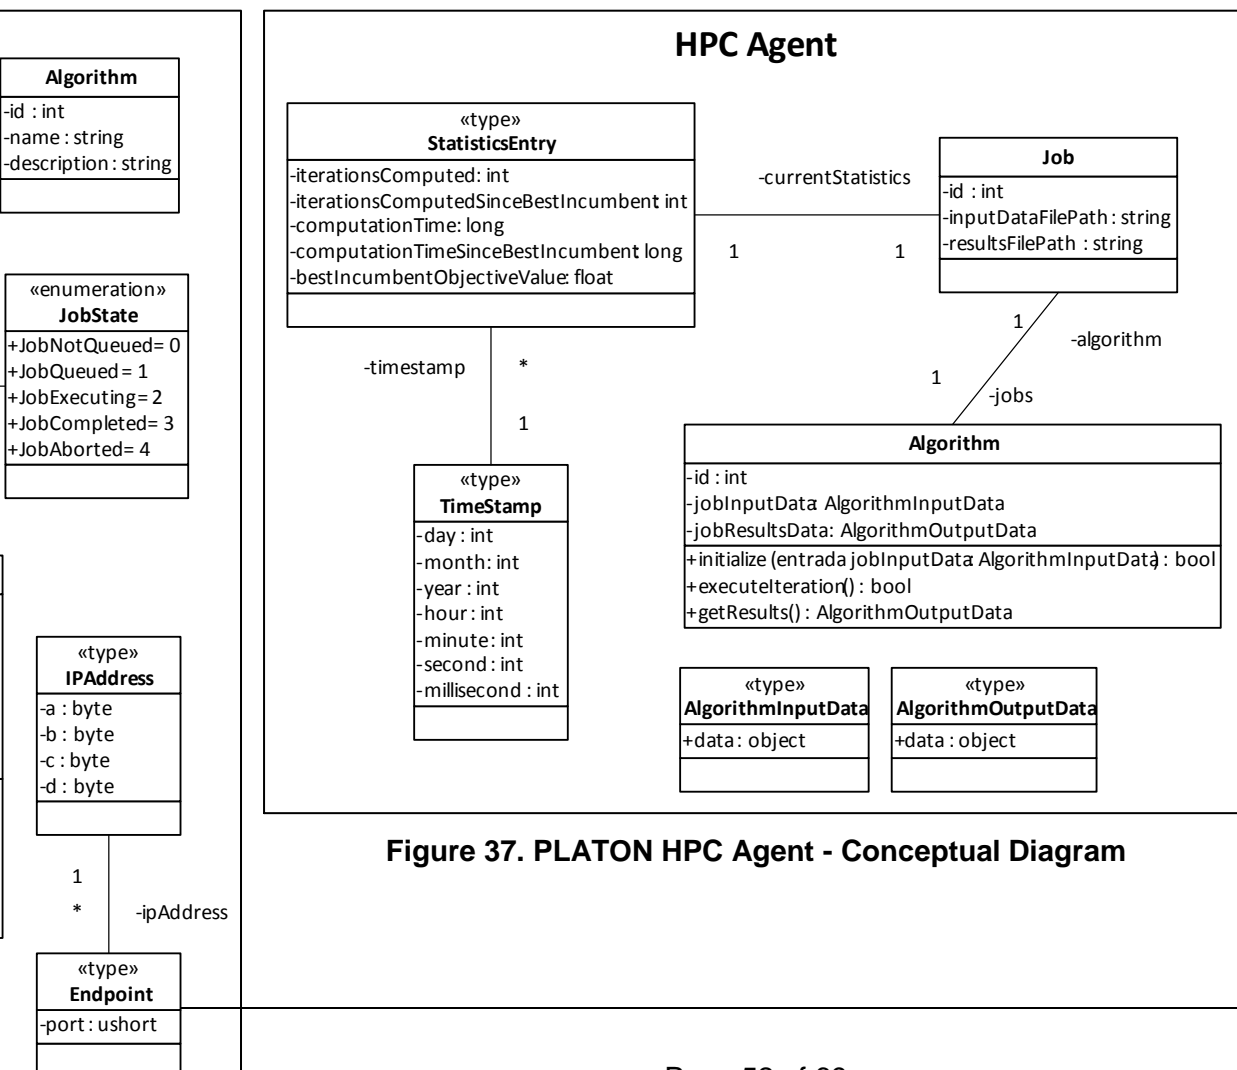 Algorithm
-id : int
-name : string
-description : string
«enumeration»
JobState
+JobNotQueued= 0
+JobQueued = 1
+JobExecuting = 2
+JobCompleted = 3
+JobAborted = 4
«type»
IPAddress
-a : byte
-b : byte
-c : byte
-d : byte
1
*
-ipAddress
«type»
Endpoint
-port : ushort
HPC Agent
«type»
StatisticsEntry
-iterationsComputed: int
-iterationsComputedSinceBestIncumbent: int
-computationTime: long
-computationTimeSinceBestIncumbent: long
-bestIncumbentObjectiveValue: float
-currentStatistics
1
1
Job
-id : int
-inputDataFilePath : string
-resultsFilePath : string
1
-algorithm
1
-jobs
-timestamp
*
1
«type»
TimeStamp
-day : int
-month: int
-year : int
-hour : int
-minute: int
-second : int
-millisecond : int
Algorithm
-id : int
-jobInputData: AlgorithmInputData
-jobResultsData: AlgorithmOutputData
+initialize (entrada jobInputData: AlgorithmInputData) : bool
+executeIteration() : bool
+getResults() : AlgorithmOutputData
«type»
AlgorithmInputData
+data : object
«type»
AlgorithmOutputData
+data : object
Figure 37. PLATON HPC Agent - Conceptual Diagram